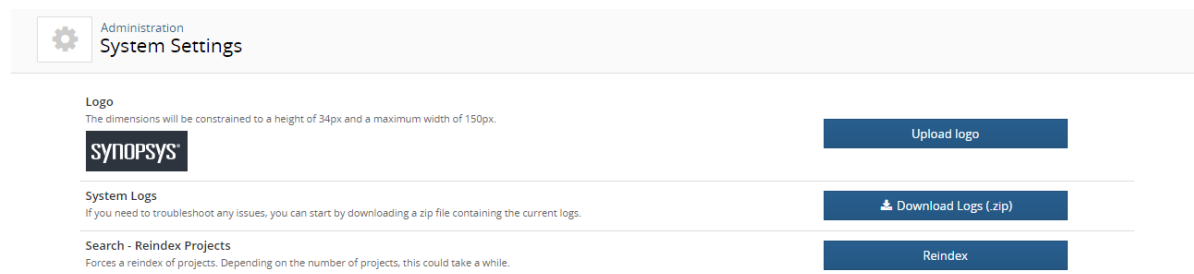 Administration
System Settings
Logo
The dimensions will be constrained to a height of 34px and a maximum width of 150px.
Upload logo
SYNOPSYS®
System Logs
If you need to troubleshoot any issues, you can start by downloading a zip file containing the current logs.
Download Logs (.zip)
Search - Reindex Projects
Forces a reindex of projects. Depending on the number of projects, this could take a while.
Reindex